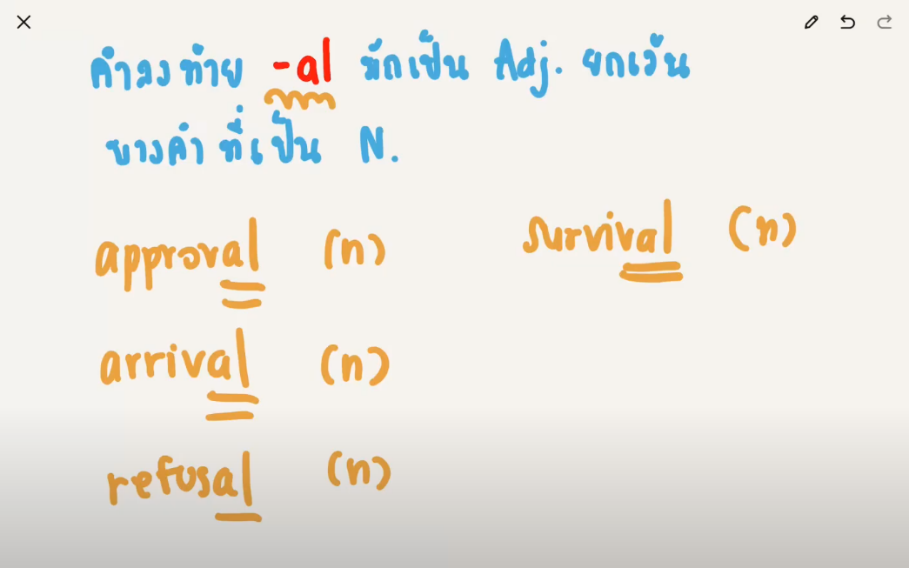 คำลงท้าย -al มักเป็น Adj. ยกเว้น
บางคำ ที่เป็น N.
approval (n)
survival (n)
arrival (n)
refusal (n)